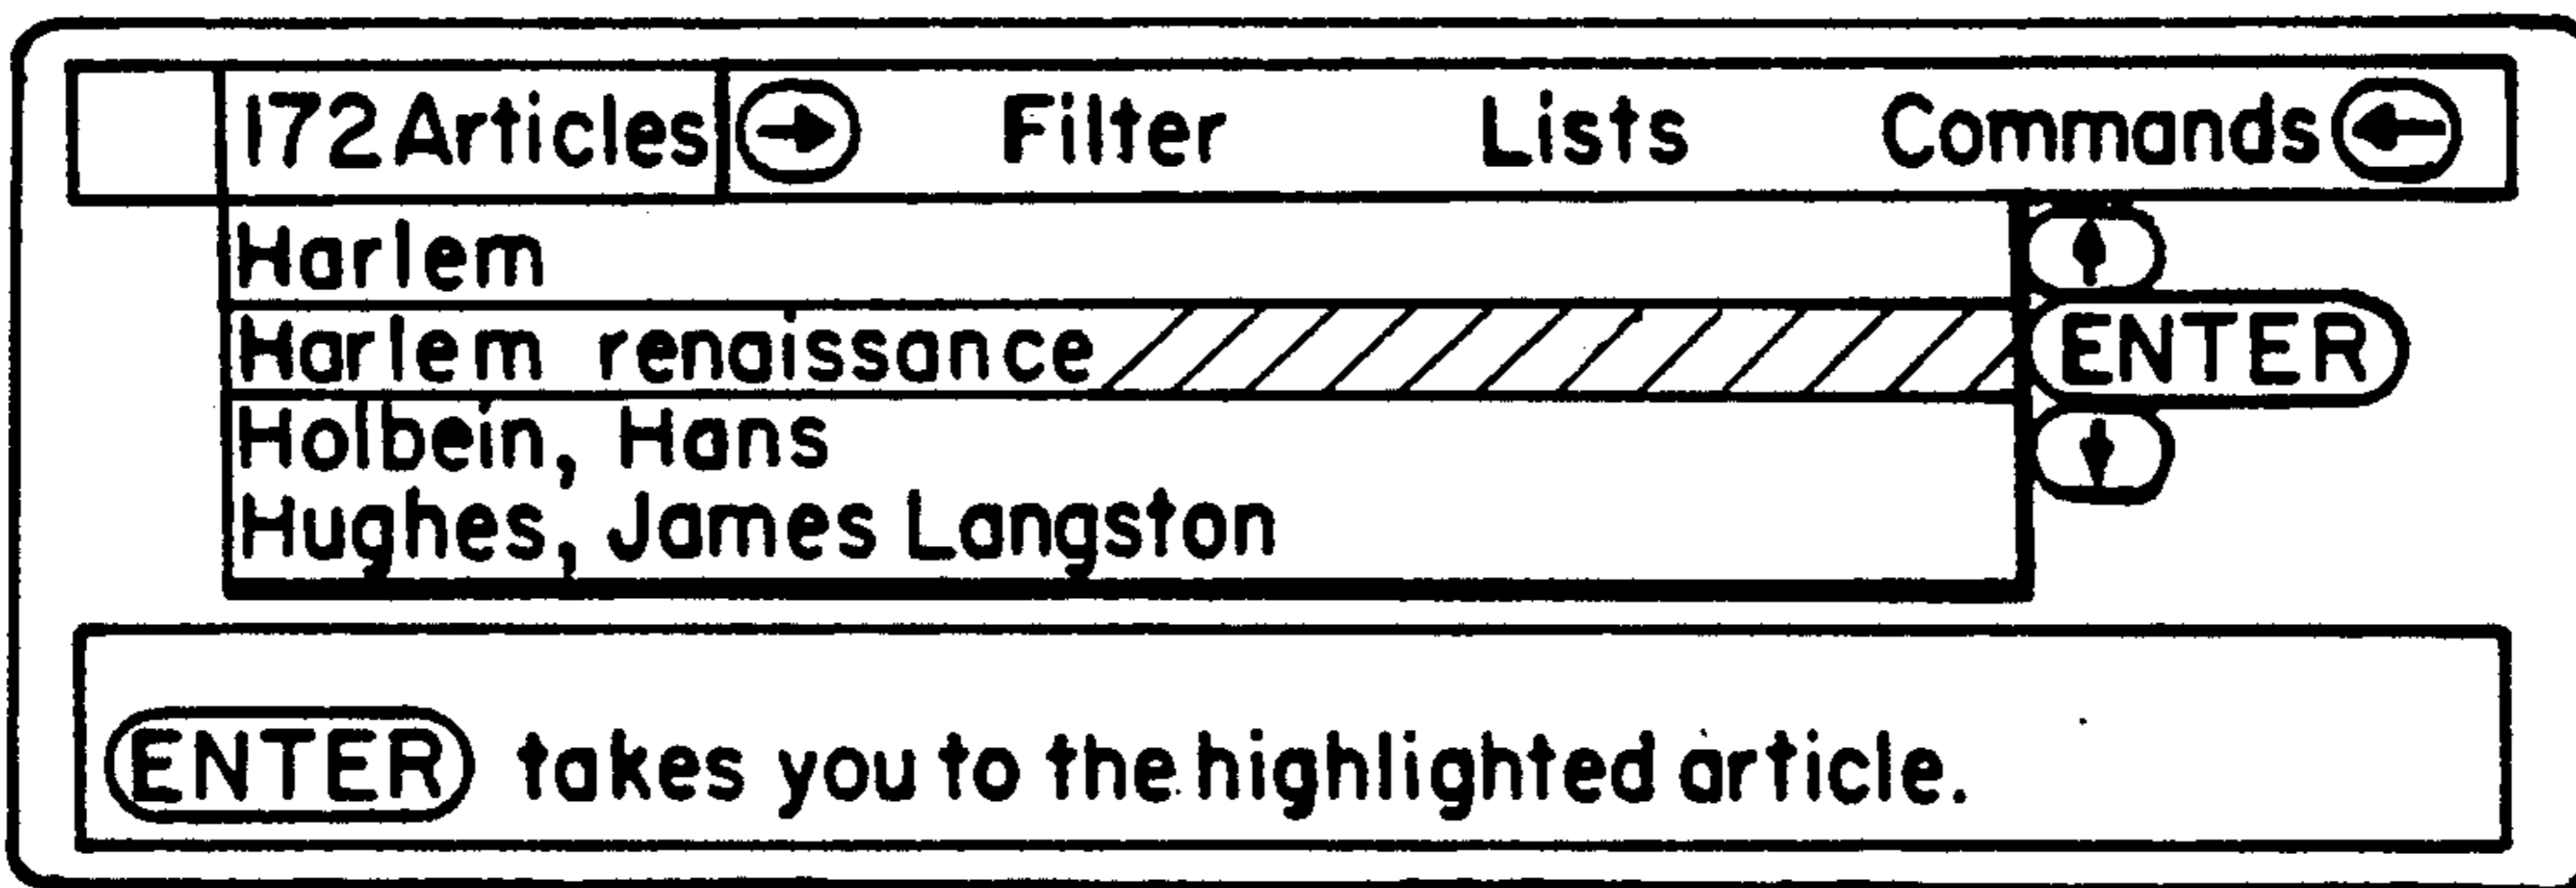 172 Articles → Filter Lists Commands ←
Harlem ↑
Harlem renaissance ENTER
Holbein, Hans ↓
Hughes, James Langston
ENTER takes you to the highlighted article.